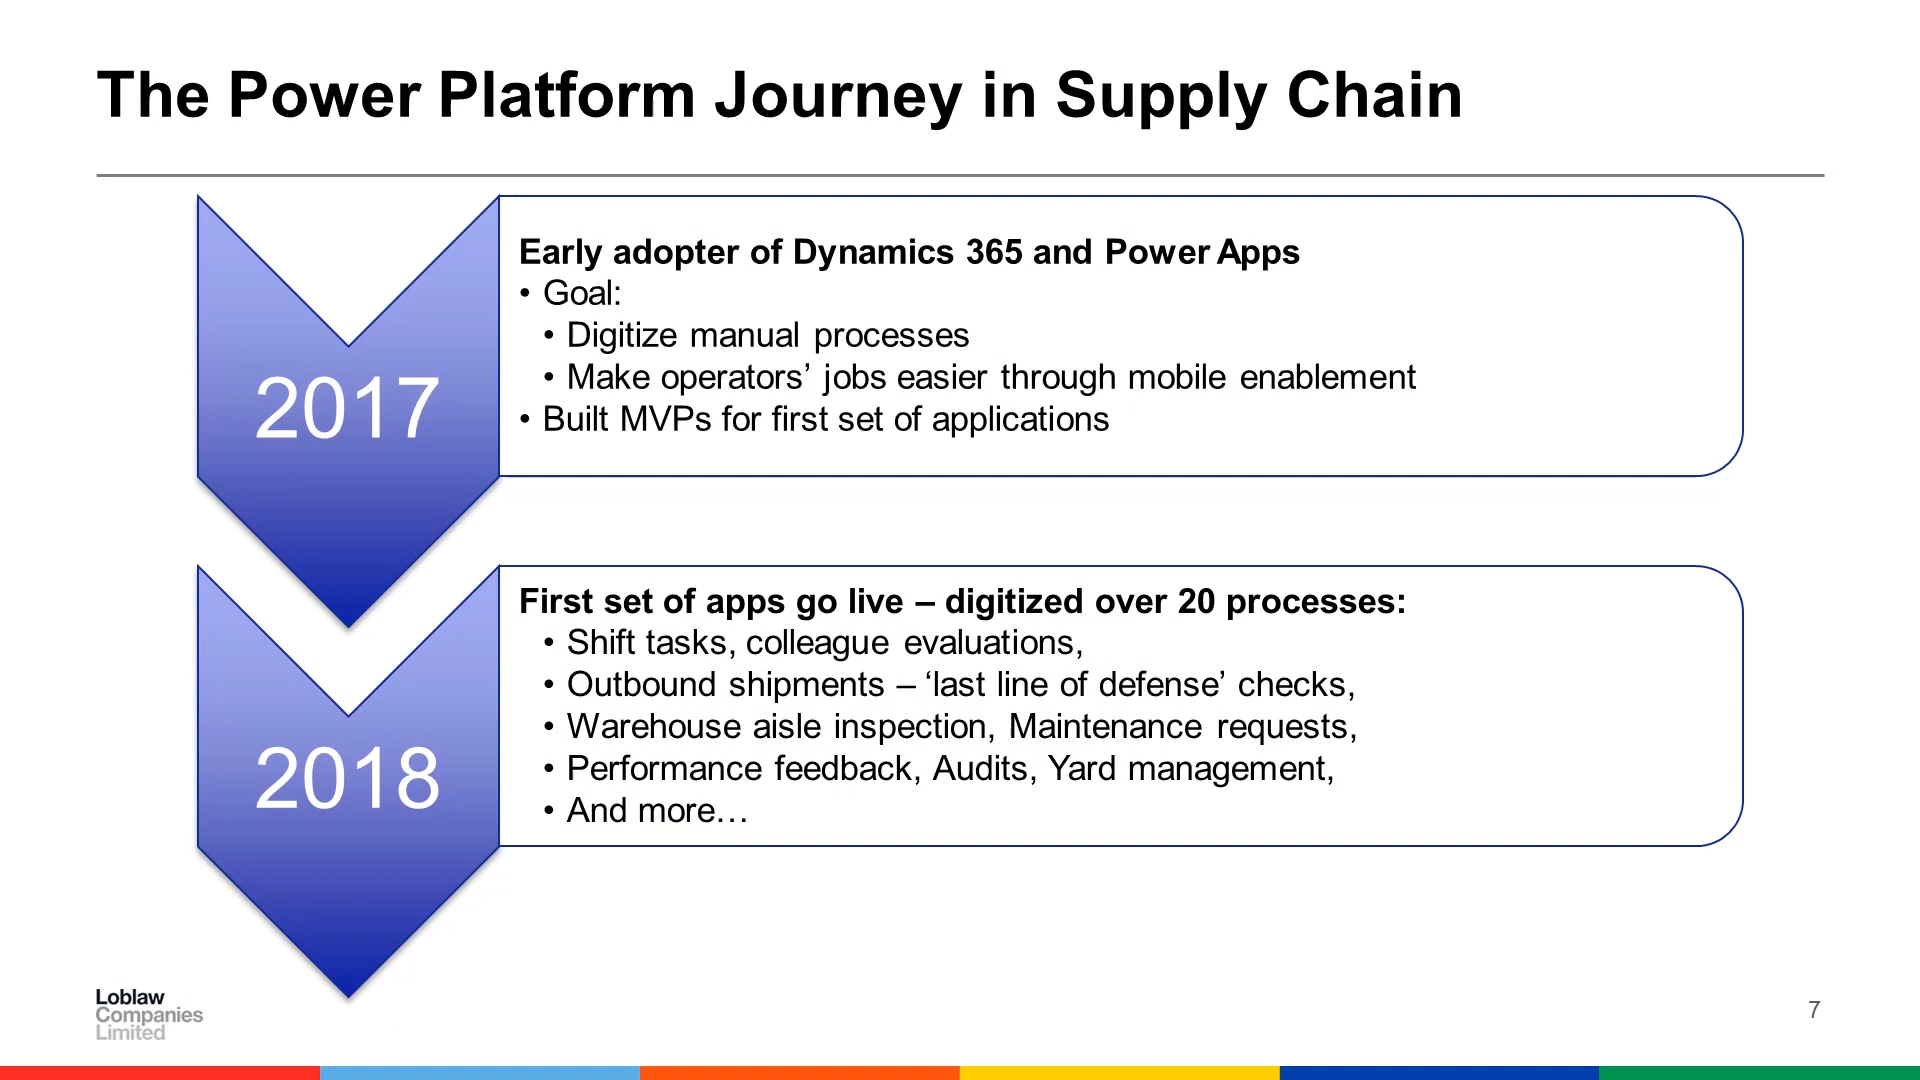 The Power Platform Journey in Supply Chain
2017
Early adopter of Dynamics 365 and Power Apps
• Goal:
• Digitize manual processes
• Make operators’ jobs easier through mobile enablement
• Built MVPs for first set of applications
2018
First set of apps go live – digitized over 20 processes:
• Shift tasks, colleague evaluations,
• Outbound shipments – ‘last line of defense’ checks,
• Warehouse aisle inspection, Maintenance requests,
• Performance feedback, Audits, Yard management,
• And more…
Loblaw
Companies
Limited
7